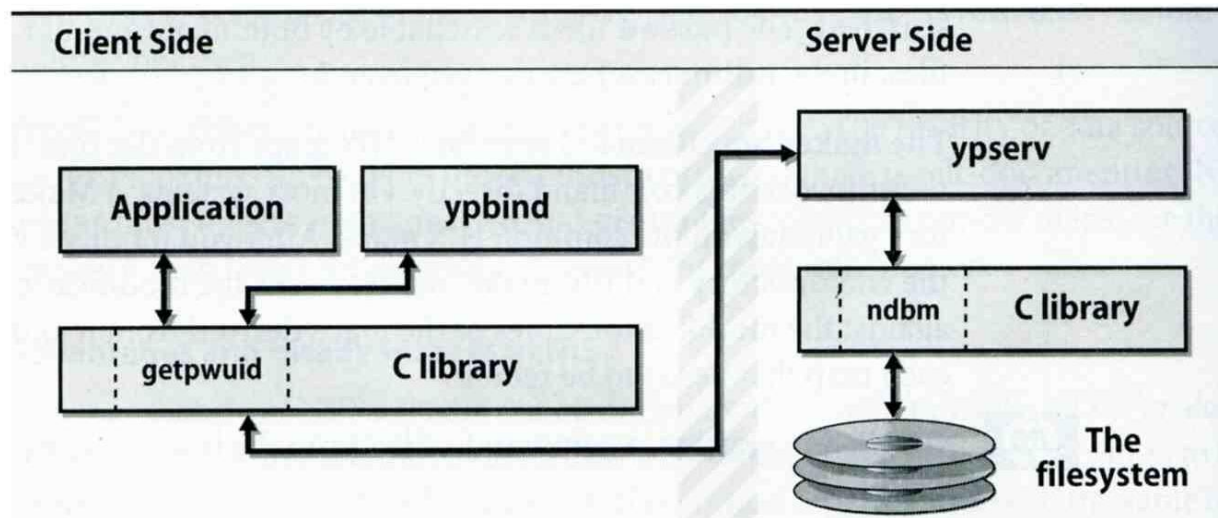 Client Side
Server Side
Application
ypbind
ypserv
getpwuid
C library
ndbm
C library
The
filesystem